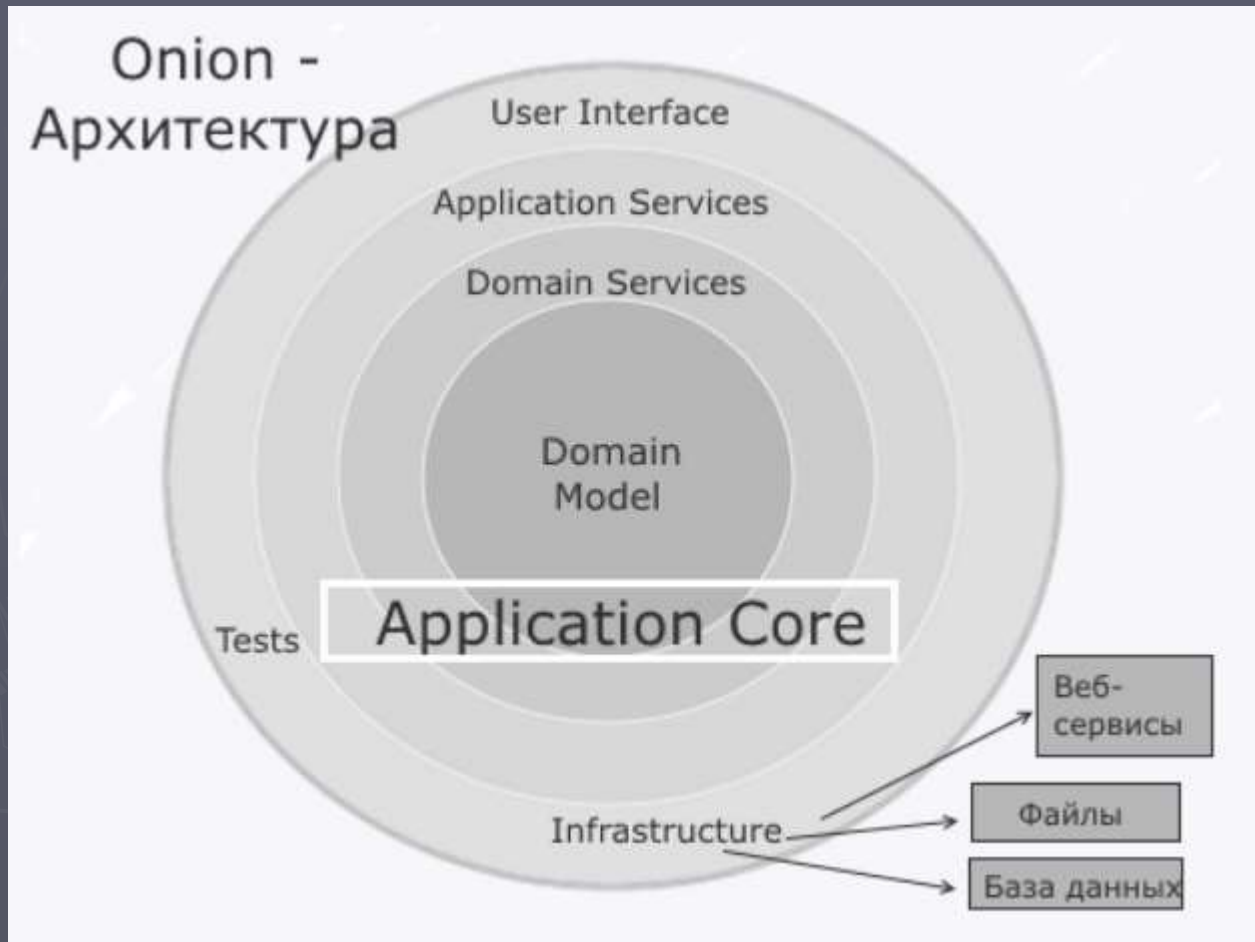 Onion -
Архитектура
User Interface
Application Services
Domain Services
Domain
Model
Application Core
Tests
Веб-
сервисы
Файлы
Infrastructure
База данных